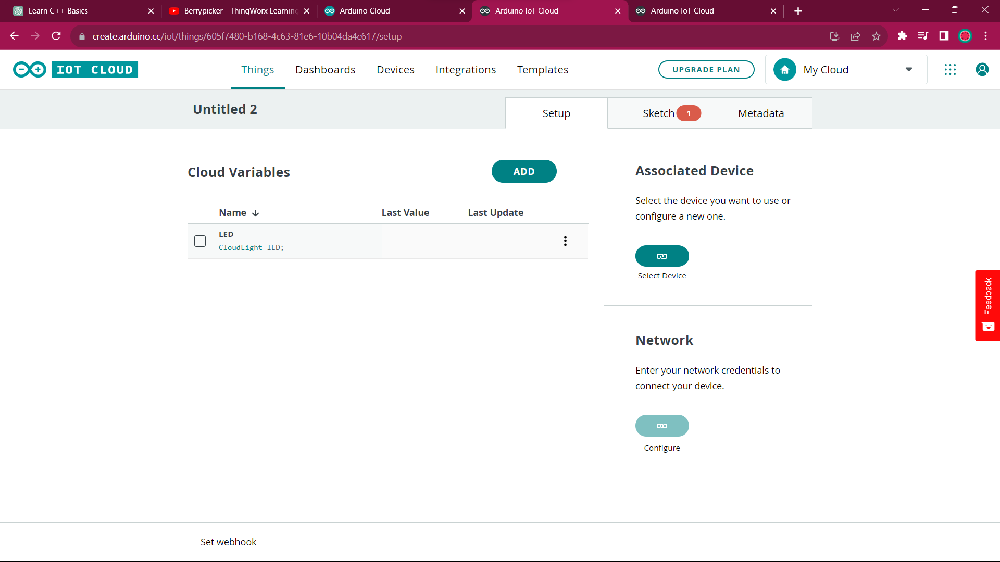 Learn C++ Basics
Berrypicker - ThingWorx Learning
Arduino Cloud
Arduino IoT Cloud
Arduino IoT Cloud
create.arduino.cc/iot/things/605f7480-b168-4c63-81e6-10b04da4c617/setup
IOT CLOUD
Things
Dashboards
Devices
Integrations
Templates
UPGRADE PLAN
My Cloud
Untitled 2
Setup
Sketch 1
Metadata
Cloud Variables
ADD
Name
Last Value
Last Update
LED
CloudLight lED;
-
Associated Device
Select the device you want to use or
configure a new one.
Select Device
Network
Enter your network credentials to
connect your device.
Configure
Feedback
Set webhook